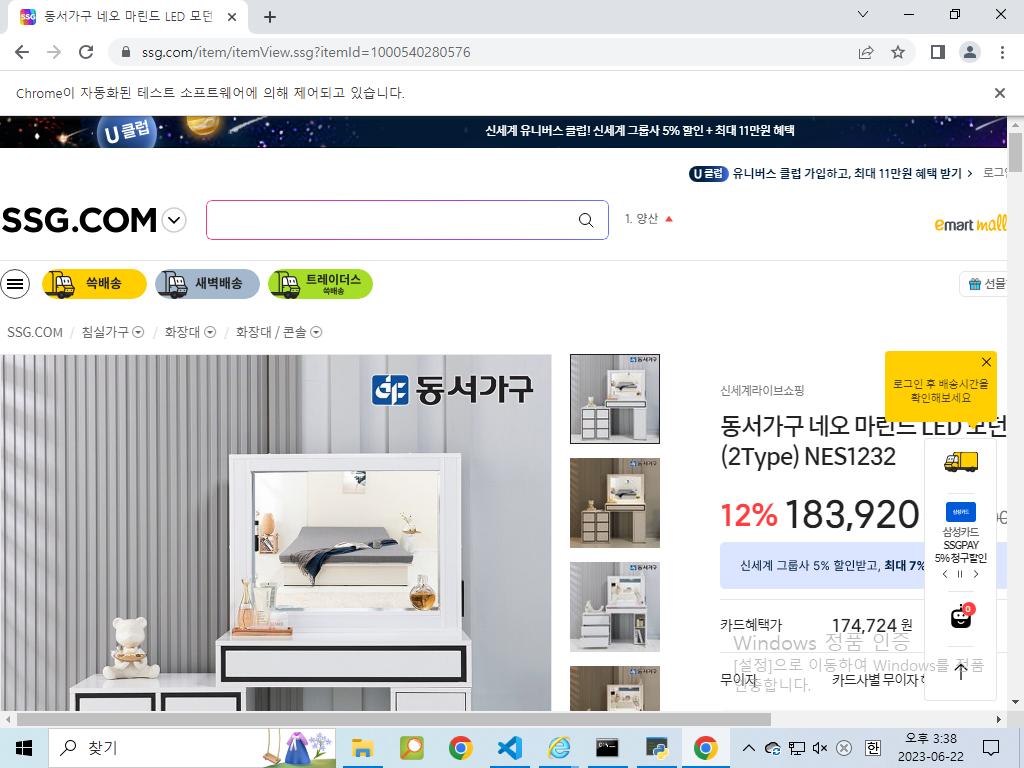 동서가구 네오 마린드 LED 모던
ssg.com/item/itemView.ssg?itemId=1000540280576
Chrome이 자동화된 테스트 소프트웨어에 의해 제어되고 있습니다.
U 클럽
신세계 유니버스 클럽! 신세계 그룹사 5% 할인 + 최대 11만원 혜택
U 클럽 유니버스 클럽 가입하고, 최대 11만원 혜택 받기 >
SSG.COM
1. 양산
emart mall
쓱배송
새벽배송
트레이더스
쓱배송
선물
SSG.COM / 침실가구 / 화장대 / 화장대 / 콘솔
동서가구
신세계라이브쇼핑
동서가구 네오 마린드 LED 모던
(2Type) NES1232
12% 183,920
신세계 그룹사 5% 할인받고, 최대 7%
카드혜택가 174,724 원
무이자 카드사별 무이자
로그인 후 배송시간을
확인해보세요
삼성카드
삼성카드
SSGPAY
5% 청구할인
0
Windows 정품 인증
[설정]으로 이동하여 Windows를 정품
인증합니다.
찾기
한
오후 3:38
2023-06-22